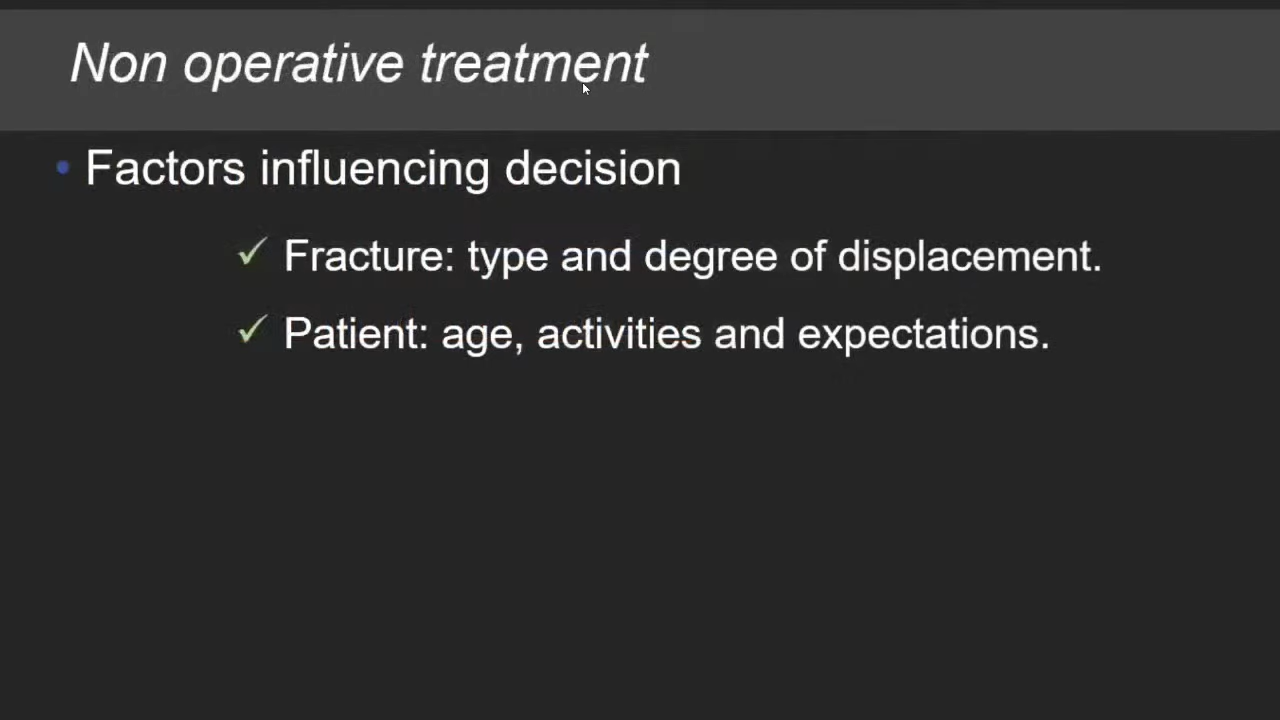 Non operative treatment
• Factors influencing decision
✓ Fracture: type and degree of displacement.
✓ Patient: age, activities and expectations.